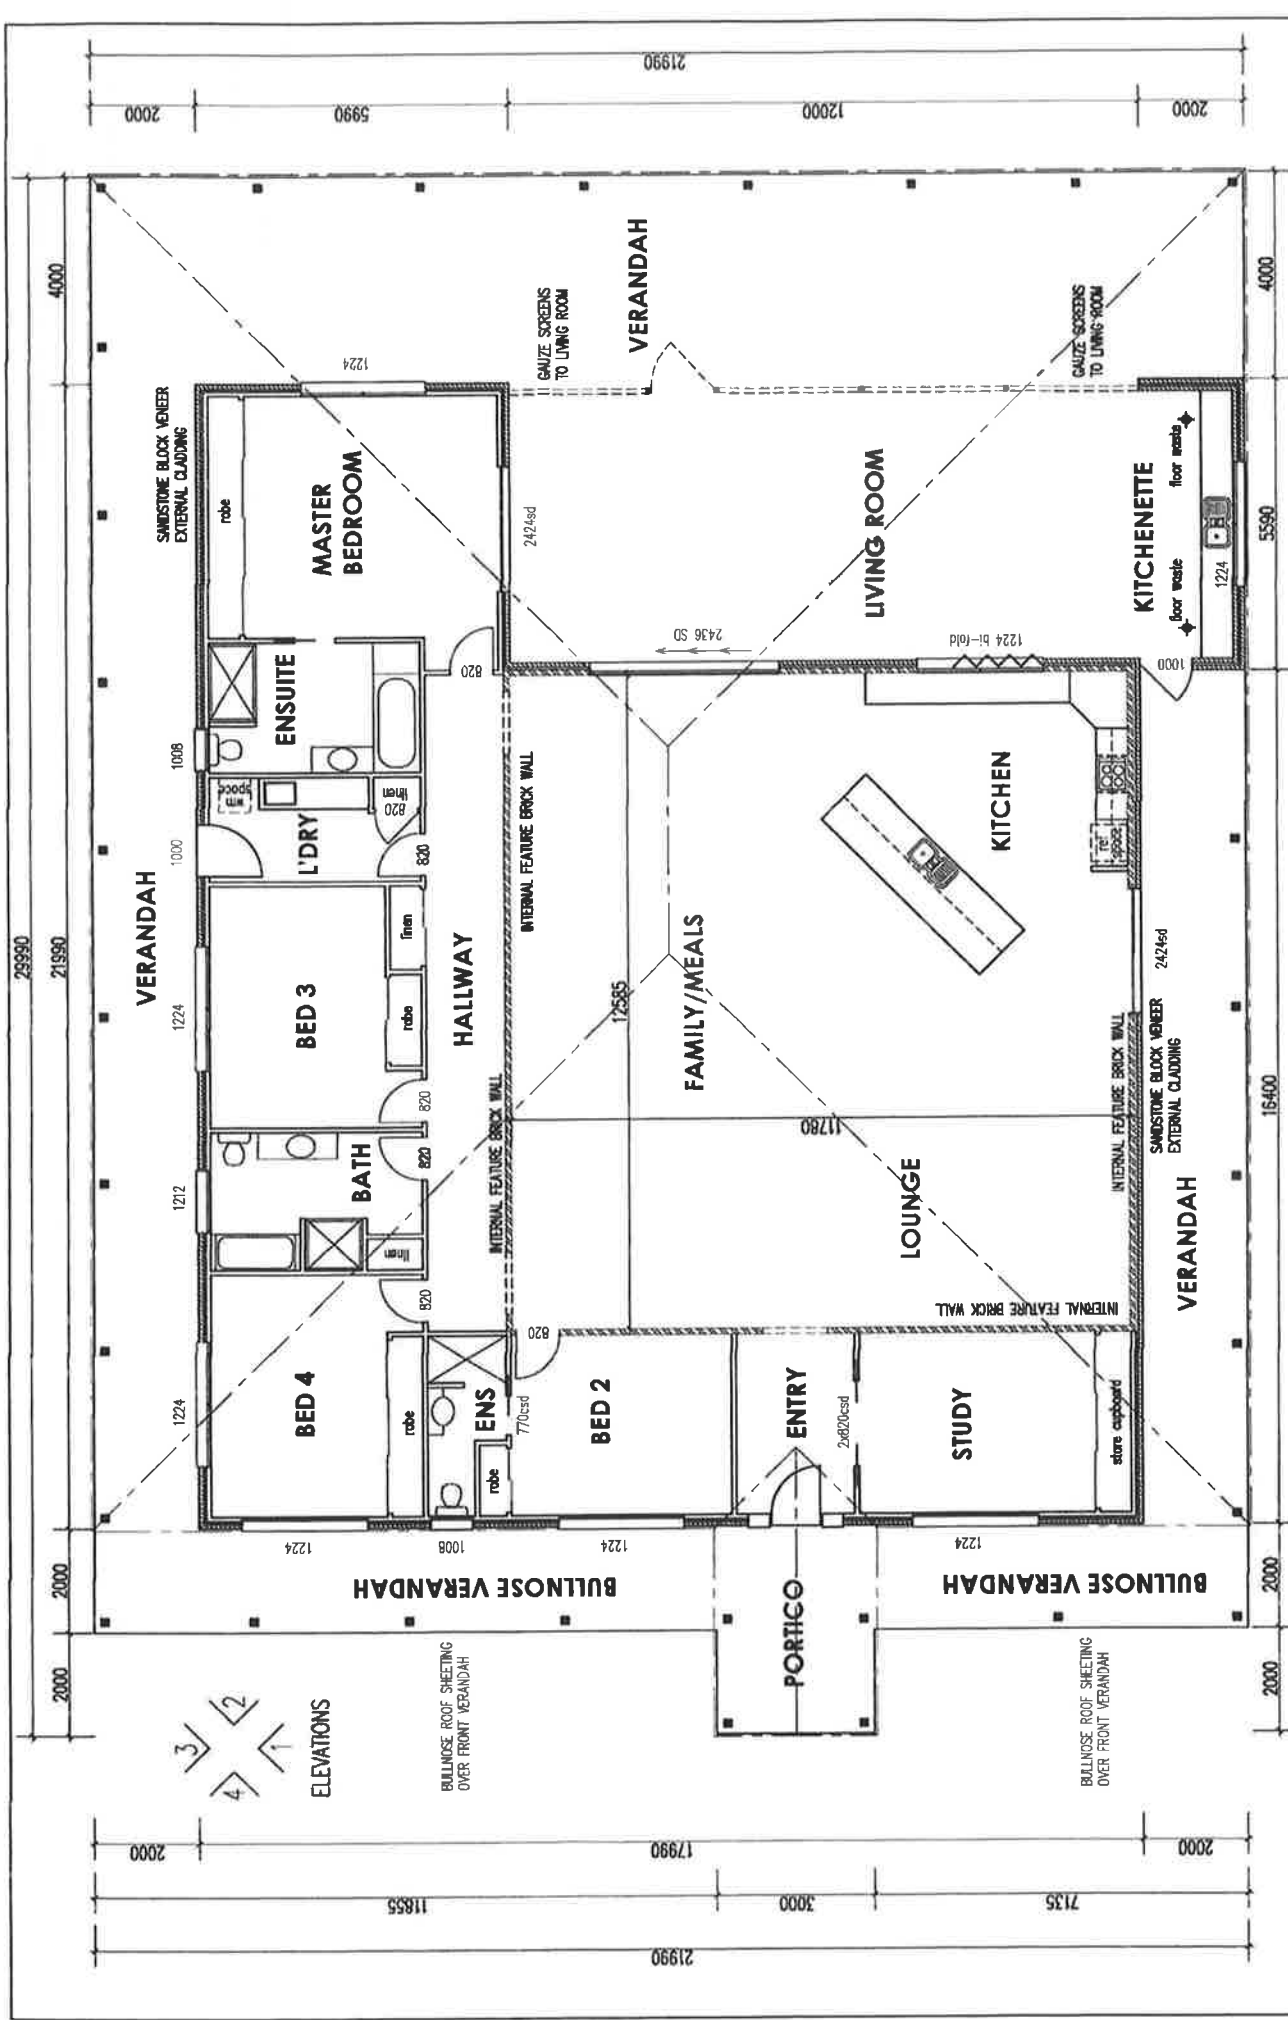 29990
21990
4000
2000
2000
21990
2000
5990
12000
2000
VERANDAH
1224
1212
1224
1000
1008
SANDSTONE BLOCK VENEER
EXTERNAL CLADDING
BED 4
robe
820
BATH
linen
820
BED 3
robe
linen
820
L'DRY
wm
space
linen
820
820
ENSUITE
MASTER
BEDROOM
robe
1224
820
2424sd
HALLWAY
INTERNAL FEATURE BRICK WALL
INTERNAL FEATURE BRICK WALL
ENS
robe
770csd
BED 2
820
ENTRY
2x820csd
STUDY
store cupboard
1224
1008
1224
1224
BULLNOSE VERANDAH
BULLNOSE VERANDAH
PORTICO
FAMILY/MEALS
12585
11780
LOUNGE
INTERNAL FEATURE BRICK WALL
INTERNAL FEATURE BRICK WALL
KITCHEN
ref
space
2436 SD
1224 bi-fold
LIVING ROOM
GAUZE SCREENS
TO LIVING ROOM
VERANDAH
GAUZE SCREENS
TO LIVING ROOM
KITCHENETTE
floor waste
floor waste
1224
1000
2424sd
SANDSTONE BLOCK VENEER
EXTERNAL CLADDING
VERANDAH
3
2
1
4
ELEVATIONS
BULLNOSE ROOF SHEETING
OVER FRONT VERANDAH
BULLNOSE ROOF SHEETING
OVER FRONT VERANDAH
2000
17990
2000
11855
3000
7135
21990
2000
2000
16400
5590
4000